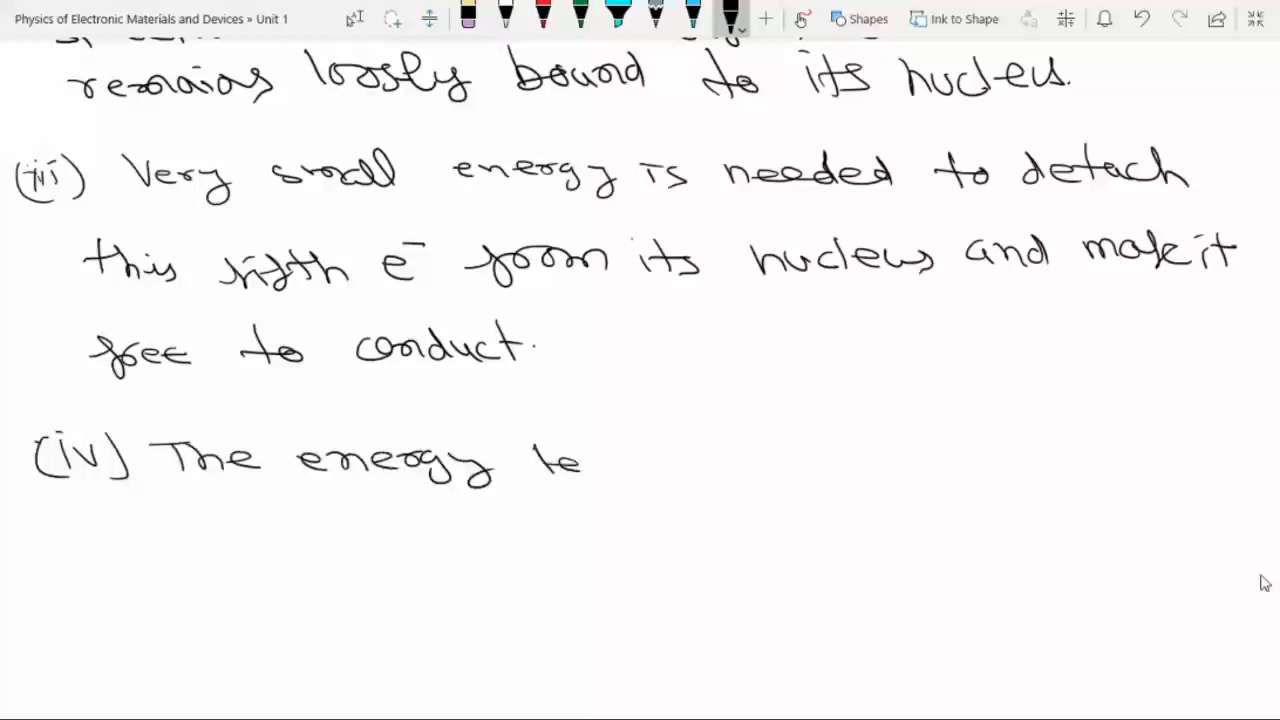 Physics of Electronic Materials and Devices » Unit 1
Shapes
Ink to Shape
remains loosly bound to its nucleus.
(iii) Very small energy is needed to detach
this fifth e⁻ from its nucleus and make it
free to conduct.
(iv) The energy le